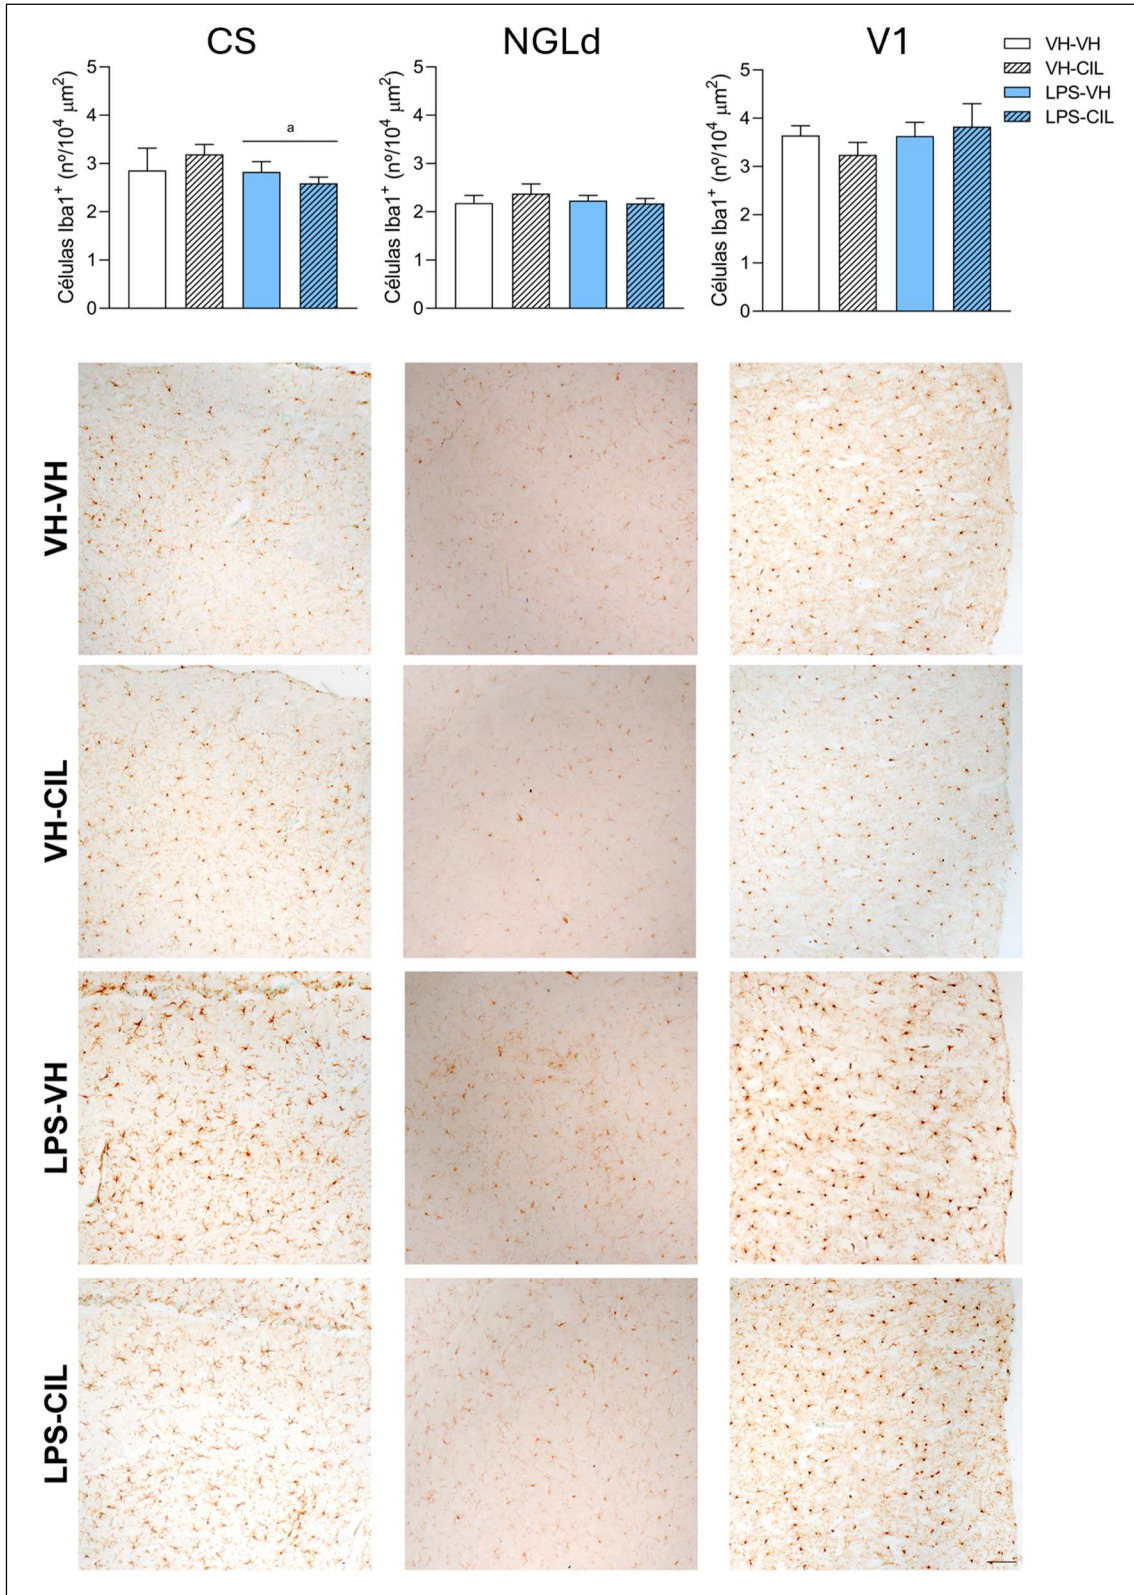 CS
NGLd
V1
VH-VH
VH-CIL
LPS-VH
LPS-CIL
Células Iba1⁺ (nº/10⁴ μm²)
5
4
3
2
1
0
a
Células Iba1⁺ (nº/10⁴ μm²)
5
4
3
2
1
0
Células Iba1⁺ (nº/10⁴ μm²)
5
4
3
2
1
0
VH-VH
VH-CIL
LPS-VH
LPS-CIL